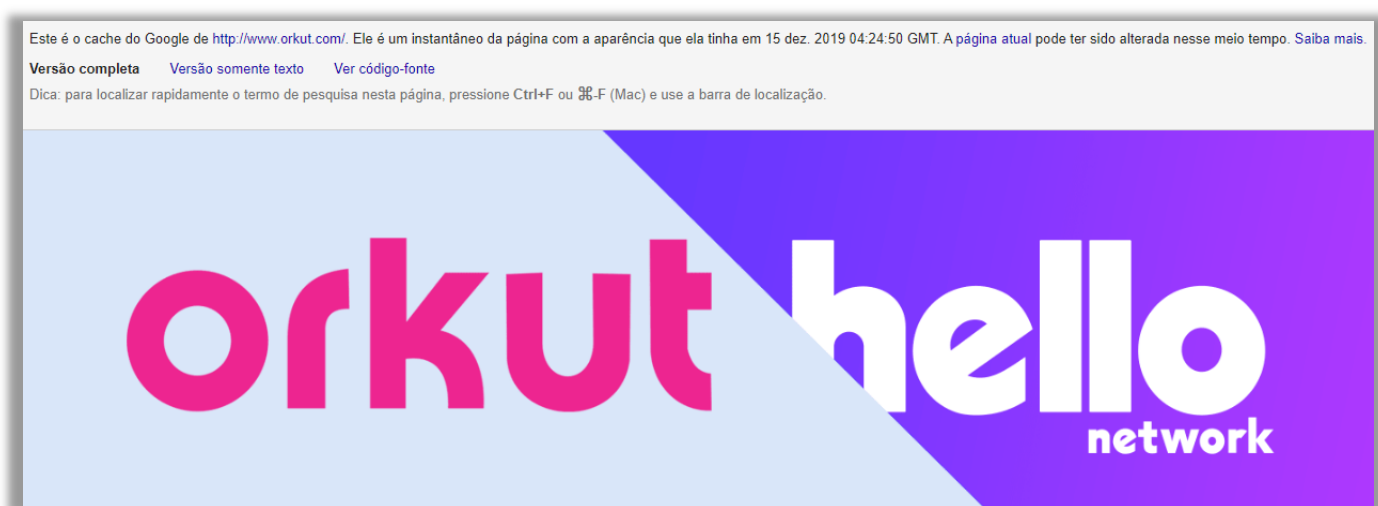 Este é o cache do Google de http://www.orkut.com/. Ele é um instantâneo da página com a aparência que ela tinha em 15 dez. 2019 04:24:50 GMT. A página atual pode ter sido alterada nesse meio tempo. Saiba mais.
Versão completa Versão somente texto Ver código-fonte
Dica: para localizar rapidamente o termo de pesquisa nesta página, pressione Ctrl+F ou ⌘-F (Mac) e use a barra de localização.
orkut hello
network